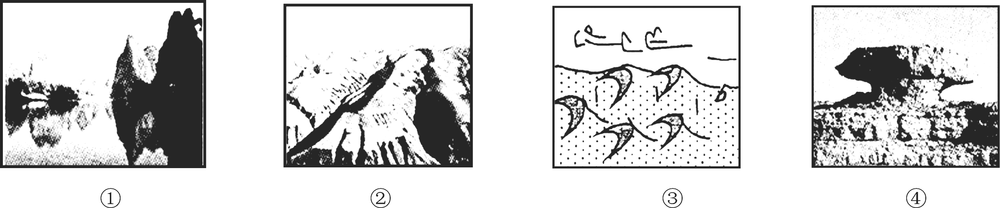 ① ② ③ ④